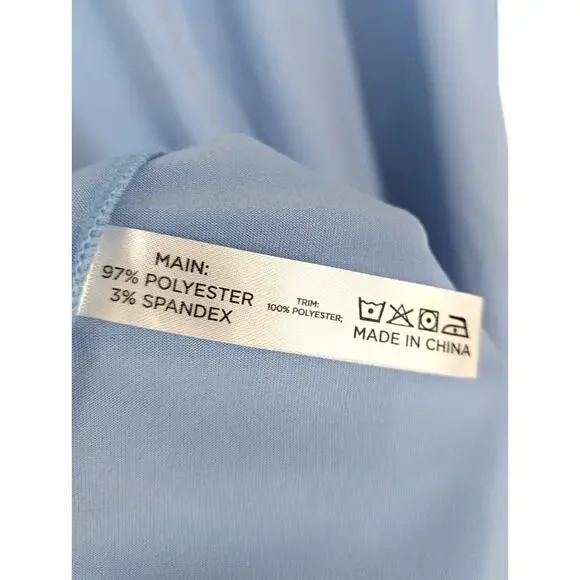 MAIN:
97% POLYESTER
3% SPANDEX
TRIM:
100% POLYESTER;
MADE IN CHINA